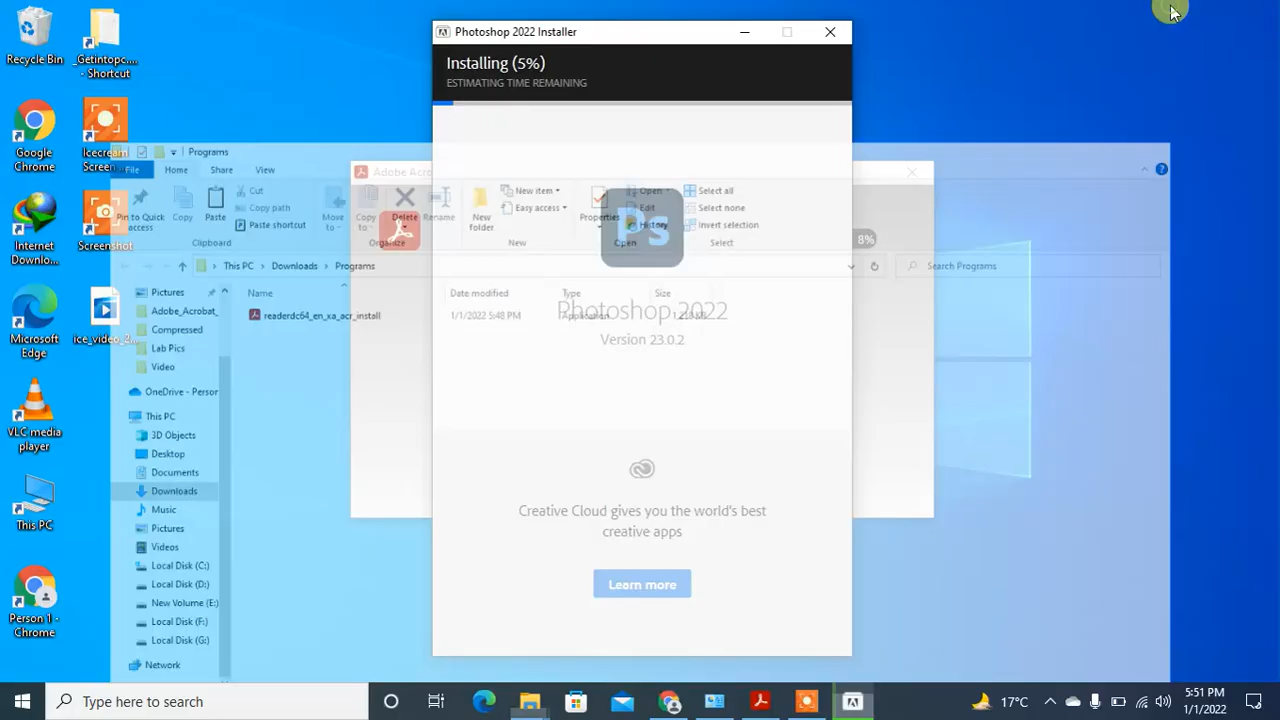 Recycle Bin
_Getintopc....
- Shortcut
Google
Chrome
Icecream
Screen
Internet
Downlo...
Screenshot
Microsoft
Edge
ice_video_2...
VLC media
player
This PC
Person 1 -
Chrome
Photoshop 2022 Installer
Installing (5%)
ESTIMATING TIME REMAINING
Ps
Photoshop 2022
Version 23.0.2
Creative Cloud gives you the world's best
creative apps
Learn more
Adobe Acro
8%
Programs
File
Home
Share
View
Pin to Quick
access
Copy
Paste
Cut
Copy path
Paste shortcut
Clipboard
Move
to
Copy
to
Delete
Rename
Organize
New
folder
New item
Easy access
New
Properties
Open
Edit
History
Open
Select all
Select none
Invert selection
Select
This PC > Downloads > Programs
Search Programs
Name
Date modified
Type
Size
readerdc64_en_xa_acr_install
1/1/2022 5:48 PM
Application
Pictures
Adobe_Acrobat_
Compressed
Lab Pics
Video
OneDrive - Person
This PC
3D Objects
Desktop
Documents
Downloads
Music
Pictures
Videos
Local Disk (C:)
Local Disk (D:)
New Volume (E:)
Local Disk (F:)
Local Disk (G:)
Network
Type here to search
17°C
5:51 PM
1/1/2022